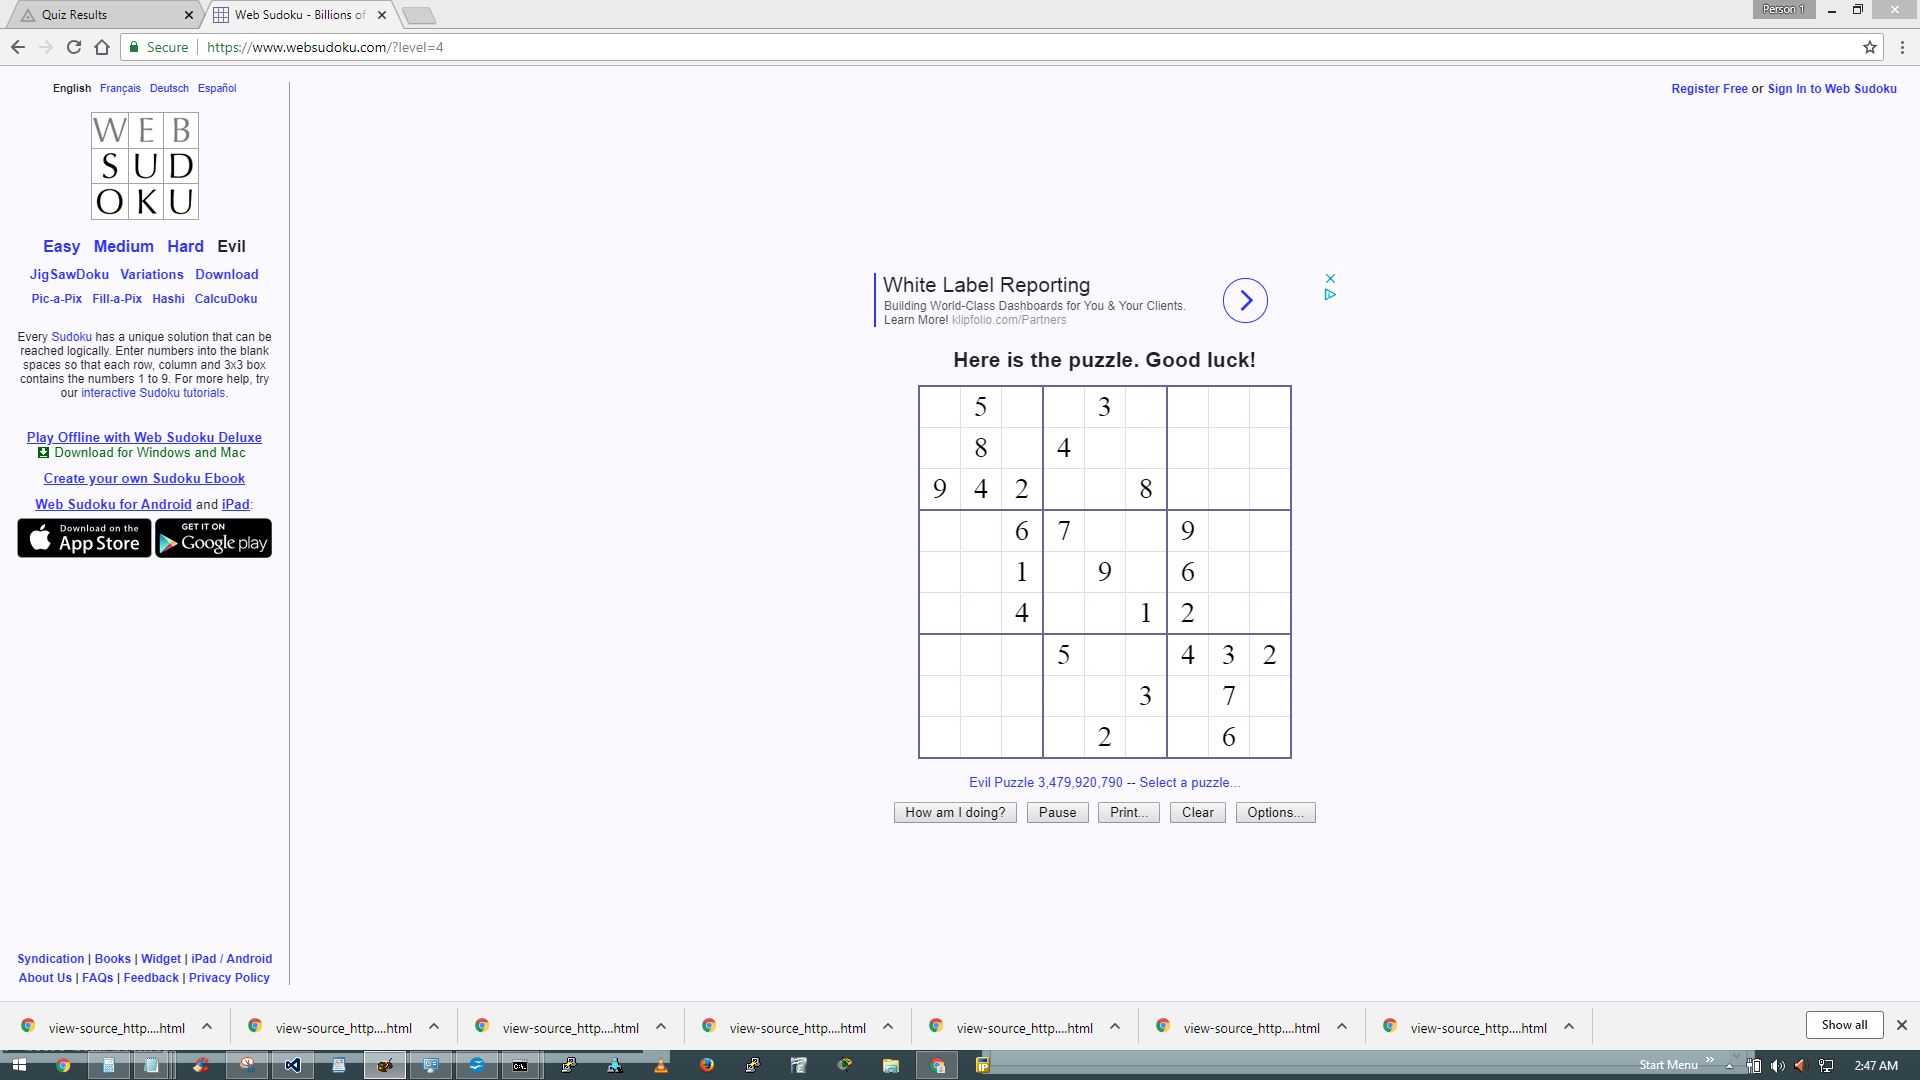 Quiz Results
Web Sudoku - Billions of
Person 1
Secure https://www.websudoku.com/?level=4
English Français Deutsch Español
Register Free or Sign In to Web Sudoku
WEB
SUD
OKU
Easy Medium Hard Evil
JigSawDoku Variations Download
Pic-a-Pix Fill-a-Pix Hashi CalcuDoku
Every Sudoku has a unique solution that can be
reached logically. Enter numbers into the blank
spaces so that each row, column and 3x3 box
contains the numbers 1 to 9. For more help, try
our interactive Sudoku tutorials.
Play Offline with Web Sudoku Deluxe
Download for Windows and Mac
Create your own Sudoku Ebook
Web Sudoku for Android and iPad:
Download on the
App Store
GET IT ON
Google play
White Label Reporting
Building World-Class Dashboards for You & Your Clients.
Learn More! klipfolio.com/Partners
Here is the puzzle. Good luck!
5 3
8 4
9 4 2 8
6 7 9
1 9 6
4 1 2
5 4 3 2
3 7
2 6
Evil Puzzle 3,479,920,790 -- Select a puzzle...
How am I doing? Pause Print... Clear Options...
Syndication | Books | Widget | iPad / Android
About Us | FAQs | Feedback | Privacy Policy
view-source_http....html view-source_http....html view-source_http....html view-source_http....html view-source_http....html view-source_http....html view-source_http....html Show all
Start Menu 2:47 AM